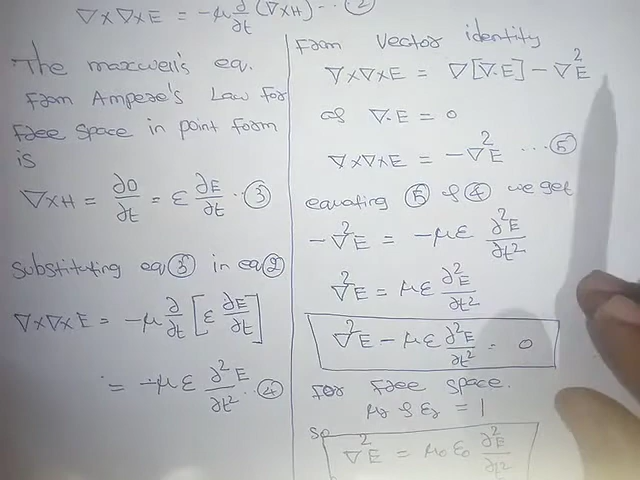 ∇×∇×E = -μ ∂/∂t (∇×H) ... ②
The maxwell's eq.
from Ampere's Law for
free space in point form
is
∇×H = ∂D/∂t = ε ∂E/∂t · ③
Substituting eq ③ in eq ②
∇×∇×E = -μ ∂/∂t [ε ∂E/∂t]
= -με ∂²E/∂t² .. ④
from Vector identity
∇×∇×E = ∇[∇·E] - ∇²E
as ∇·E = 0
∇×∇×E = -∇²E ... ⑤
equating ⑤ & ④ we get
-∇²E = -με ∂²E/∂t²
∇²E = με ∂²E/∂t²
∇²E - με ∂²E/∂t² = 0
For free space.
μr & εr = 1
so
∇²E = μ₀ε₀ ∂²E/∂t²